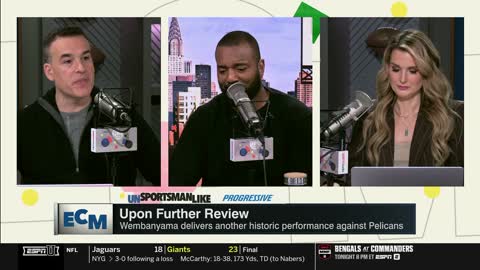 UNSPORTSMANLIKE
PROGRESSIVE
ECM
Upon Further Review
Wembanyama delivers another historic performance against Pelicans
ESPN
NFL
Jaguars 18 Giants 23 Final
NYG > 3-0 following a loss McCarthy: 18-38, 173 Yds, TD (to Nabers)
BENGALS AT COMMANDERS
TONIGHT 8 PM ET ESPN